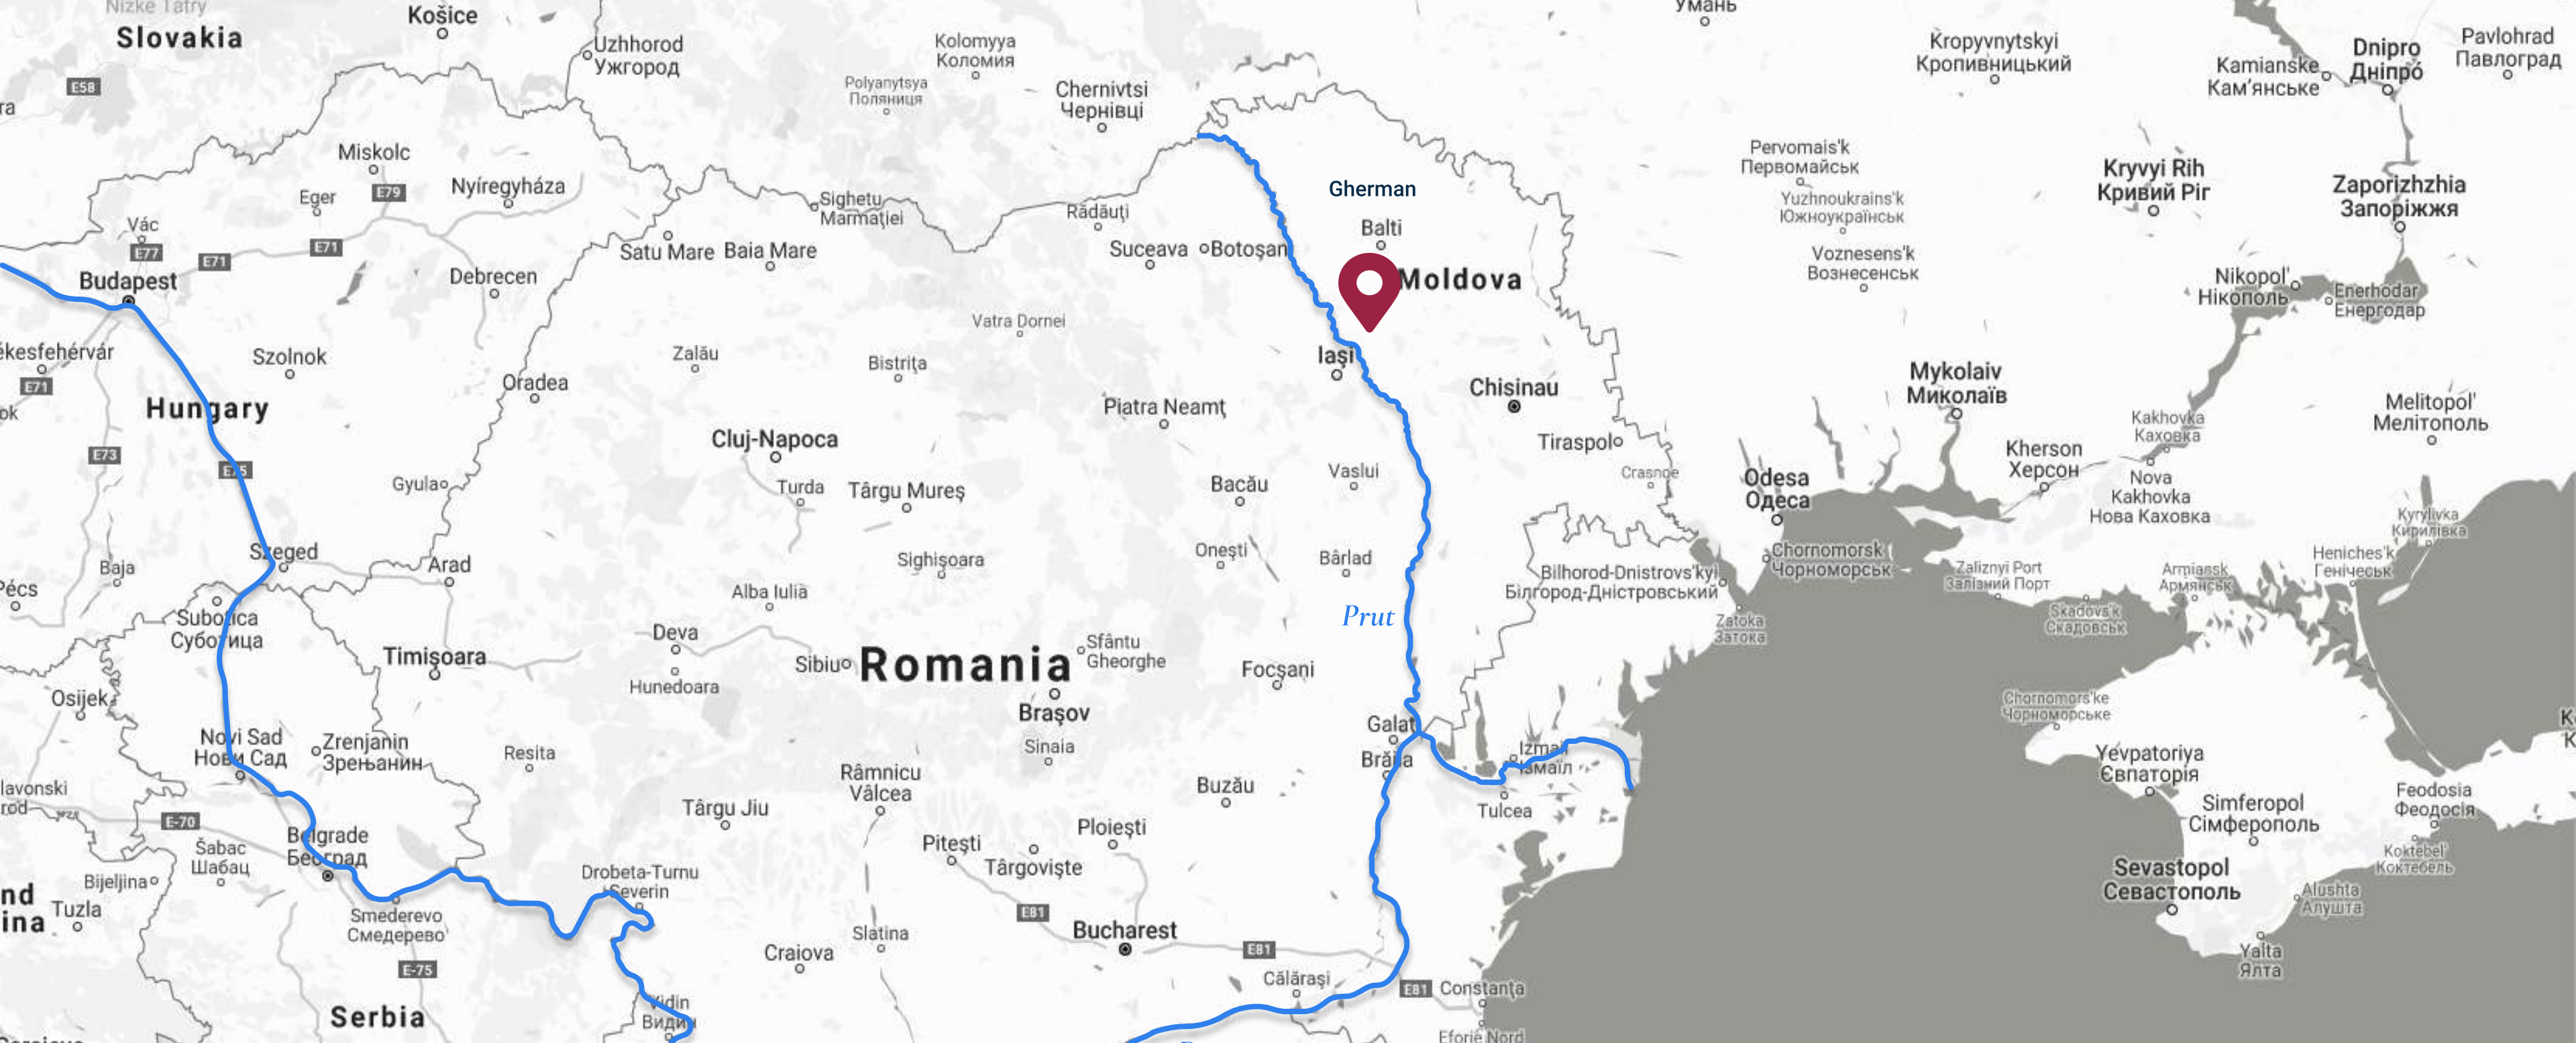 Nízke Tatry
Košice
Slovakia
Uzhhorod
Ужгород
E58
Miskolc
Eger
E79
Nyíregyháza
Vác
E77
E71
E71
Budapest
Debrecen
ékesfehérvár
E71
Szolnok
Hungary
E73
Gyula
Baja
Szeged
Pécs
Subotica
Суботица
Osijek
Novi Sad
Нови Сад
Zrenjanin
Зрењанин
lavonski
E-70
Belgrade
Београд
Šabac
Шабац
Bijeljina
Tuzla
nd
ina
Smederevo
Смедерево
E-75
Serbia
Kolomyya
Коломия
Polyanytsya
Поляниця
Chernivtsi
Чернівці
Sighetu
Marmației
Satu Mare
Baia Mare
Rădăuți
Suceava
Botoșan
Vatra Dornei
Zalău
Bistrița
Oradea
Piatra Neamț
Cluj-Napoca
Turda
Târgu Mureș
Bacău
Vaslui
Sighișoara
Onești
Bârlad
Arad
Alba Iulia
Deva
Timișoara
Sibiu
Romania
Sfântu
Gheorghe
Hunedoara
Brașov
Sinaia
Focșani
Resita
Râmnicu
Vâlcea
Târgu Jiu
Buzău
Pitești
Ploiești
Târgoviște
Drobeta-Turnu
Severin
E81
Bucharest
E81
Slatina
Craiova
Călărași
E81
Constanța
Eforie Nord
Vidin
Видин
Gherman
Balti
Moldova
Iași
Chisinau
Tiraspol
Crasnoe
Prut
Galaț
Brăila
Izmail
Ізмаїл
Tulcea
Умань
Kropyvnytskyi
Кропивницький
Kamianske
Кам'янське
Dnipro
Дніпро́
Pavlohrad
Павлоград
Pervomais'k
Первомайськ
Yuzhnoukrains'k
Южноукраїнськ
Kryvyi Rih
Кривий Ріг
Zaporizhzhia
Запоріжжя
Voznesens'k
Вознесенськ
Nikopol'
Нікополь
Enerhodar
Енергодар
Mykolaiv
Миколаїв
Kakhovka
Каховка
Melitopol'
Мелітополь
Kherson
Херсон
Odesa
Одеса
Nova
Kakhovka
Нова Каховка
Kyrylivka
Кирилівка
Chornomorsk
Чорноморськ
Bilhorod-Dnistrovs'kyi
Білгород-Дністровський
Zaliznyi Port
Залізний Порт
Armiansk
Армянськ
Heniches'k
Генічеськ
Zatoka
Затока
Skadovs'k
Скадовськ
Chornomors'ke
Чорноморське
Yevpatoriya
Євпаторія
Simferopol
Сімферополь
Feodosia
Феодосія
Koktebel'
Коктебель
Sevastopol
Севастополь
Alushta
Алушта
Yalta
Ялта